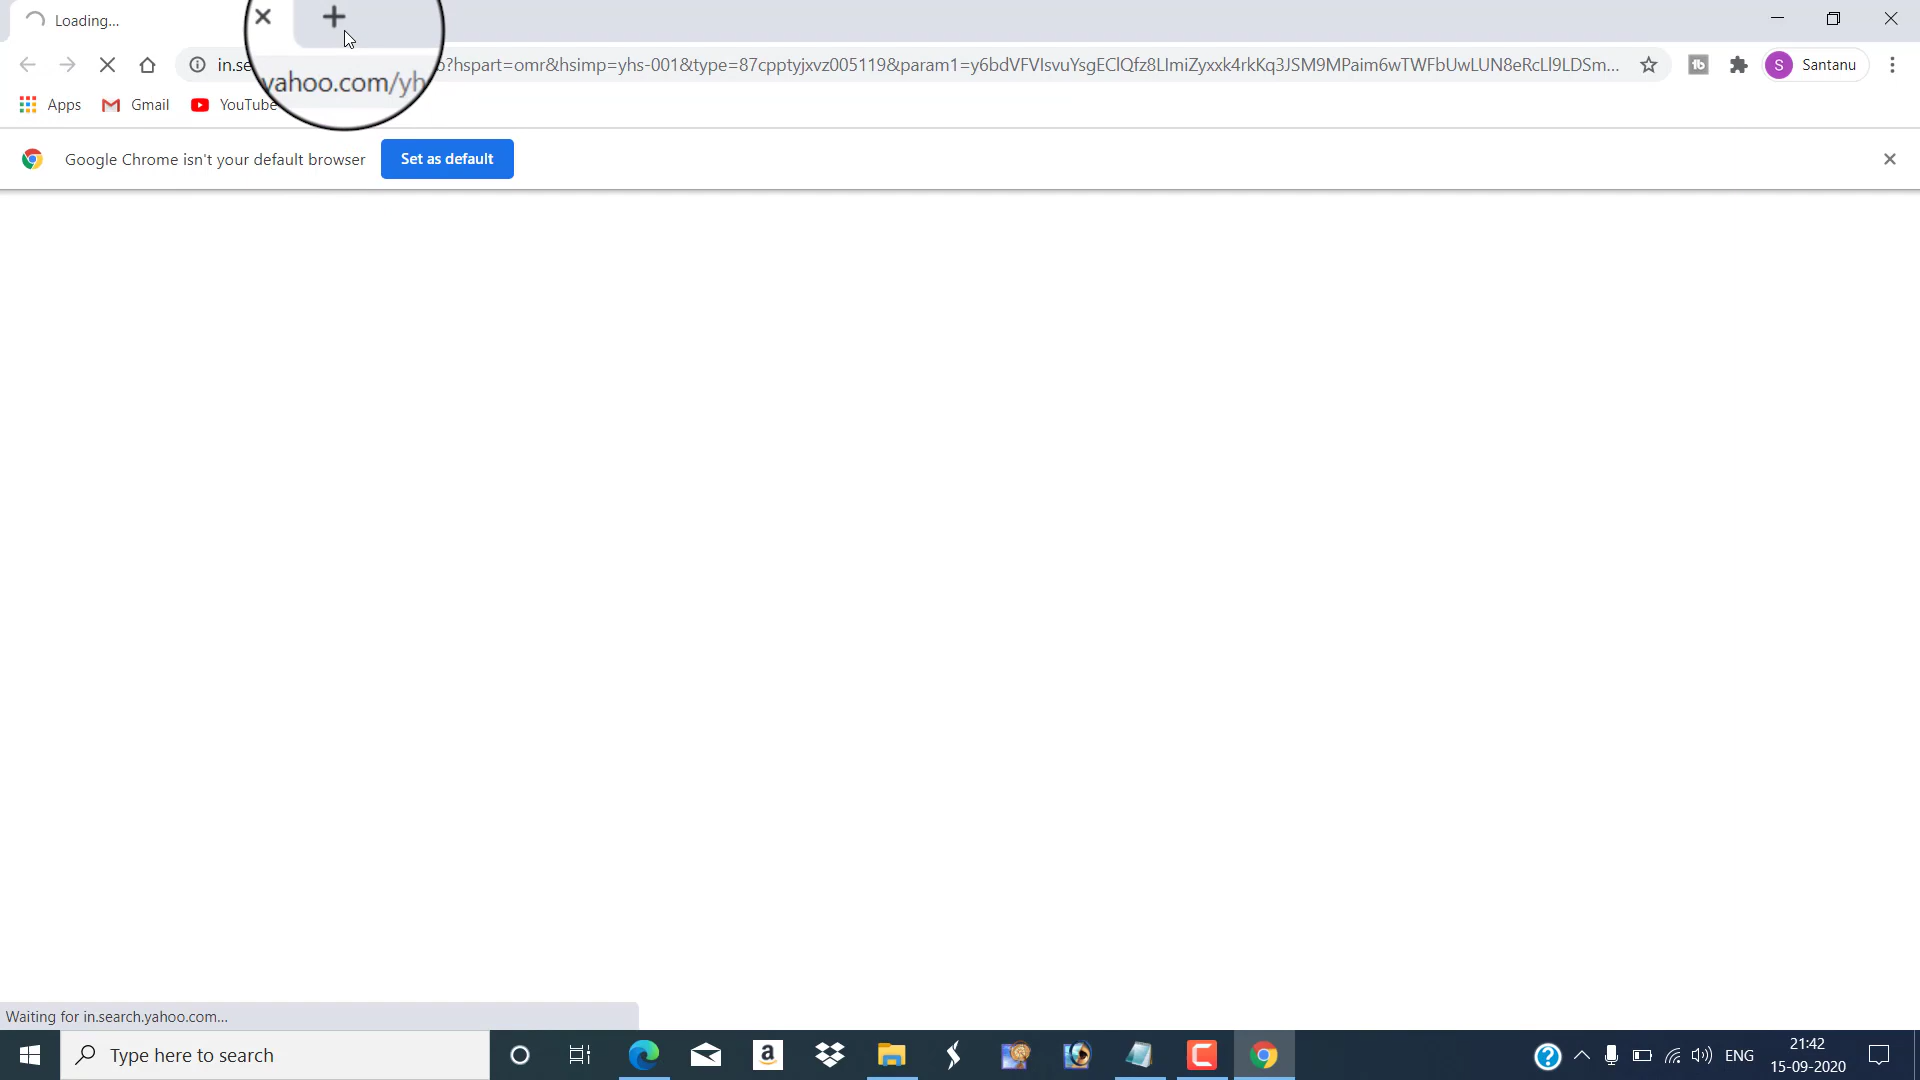 Loading...
in.se
yahoo.com/yh
o?hspart=omr&hsimp=yhs-001&type=87cpptyjxvz005119&param1=
Santanu
Apps
Gmail
YouTube
Google Chrome isn't your default browser
Set as default
Waiting for in.search.yahoo.com...
Type here to search
ENG
21:42
15-09-2020